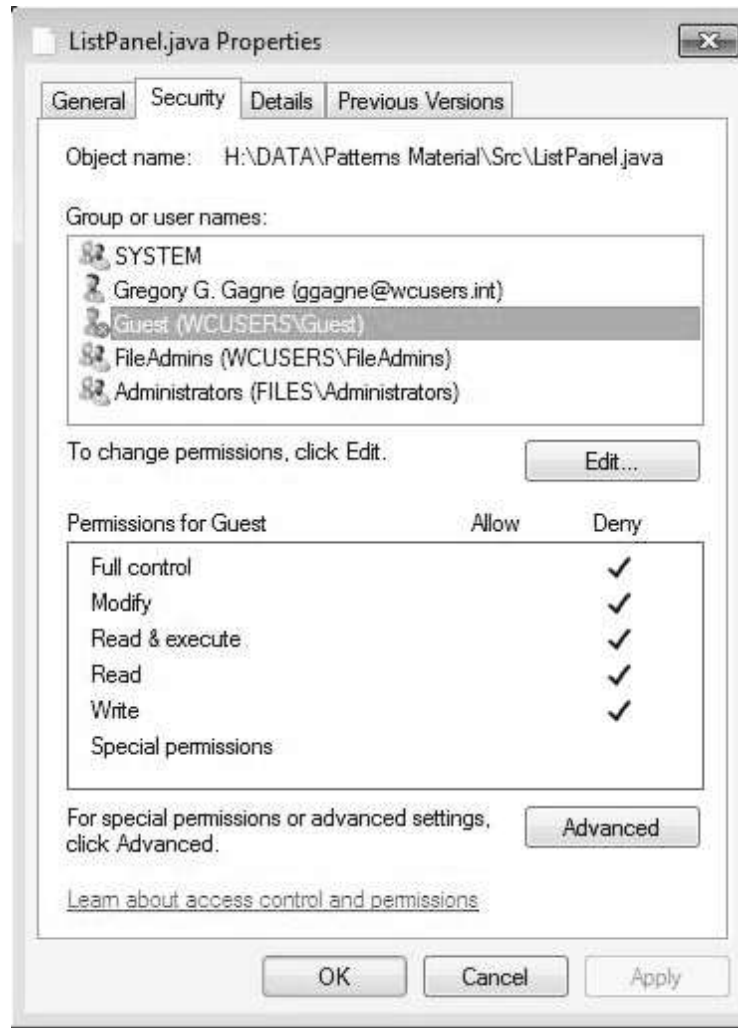 ListPanel.java Properties
General Security Details Previous Versions
Object name: H:\DATA\Patterns Material\Src\ListPanel.java
Group or user names:
SYSTEM
Gregory G. Gagne (ggagne@wcusers.int)
Guest (WCUSERS\Guest)
FileAdmins (WCUSERS\FileAdmins)
Administrators (FILES\Administrators)
To change permissions, click Edit. Edit...
Permissions for Guest Allow Deny
Full control
Modify
Read & execute
Read
Write
Special permissions
For special permissions or advanced settings,
click Advanced. Advanced
Learn about access control and permissions
OK Cancel Apply